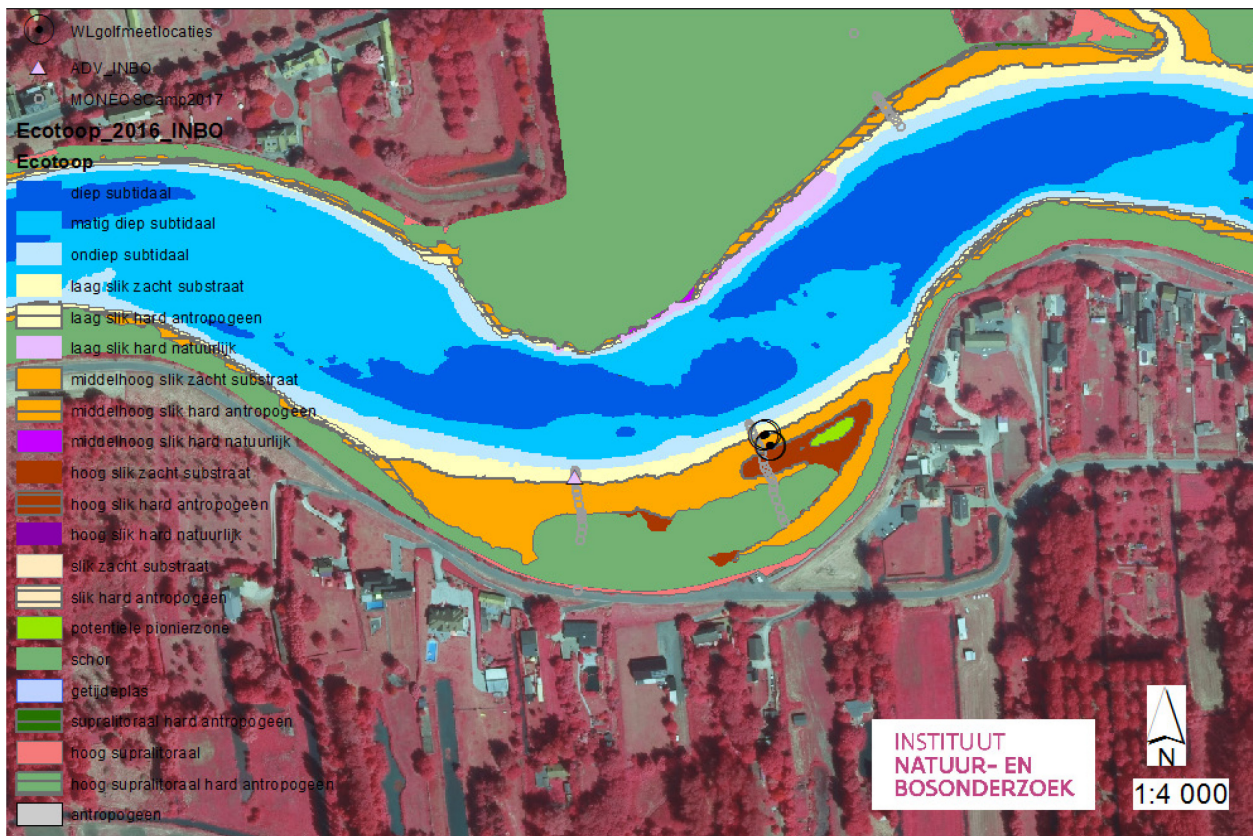 WLgolfmeetlocaties
ADV_INBO
MONEOSCamp2017
Ecotoop_2016_INBO
Ecotoop
diep subtidaal
matig diep subtidaal
ondiep subtidaal
laag slik zacht substraat
laag slik hard antropogeen
laag slik hard natuurlijk
middelhoog slik zacht substraat
middelhoog slik hard antropogeen
middelhoog slik hard natuurlijk
hoog slik zacht substraat
hoog slik hard antropogeen
hoog slik hard natuurlijk
slik zacht substraat
slik hard antropogeen
potentiele pionierzone
schor
getijdeplas
supralitoraal hard antropogeen
hoog supralitoraal
hoog supralitoraal hard antropogeen
antropogeen
INSTITUUT
NATUUR- EN
BOSONDERZOEK
N
1:4 000